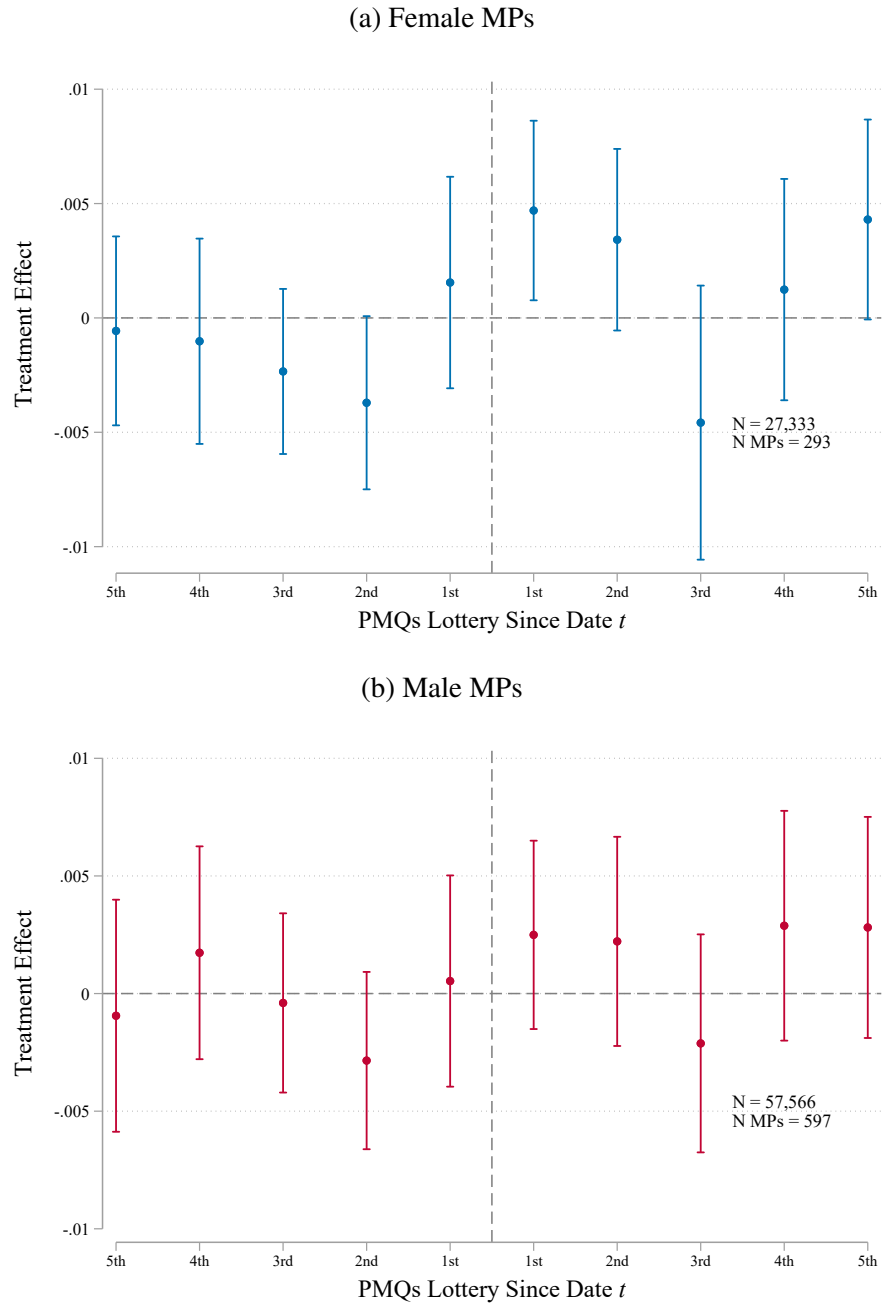 (a) Female MPs
.01
.005
0
-.005
-.01
Treatment Effect
N = 27,333
N MPs = 293
5th 4th 3rd 2nd 1st 1st 2nd 3rd 4th 5th
PMQs Lottery Since Date t
(b) Male MPs
.01
.005
0
-.005
-.01
Treatment Effect
N = 57,566
N MPs = 597
5th 4th 3rd 2nd 1st 1st 2nd 3rd 4th 5th
PMQs Lottery Since Date t